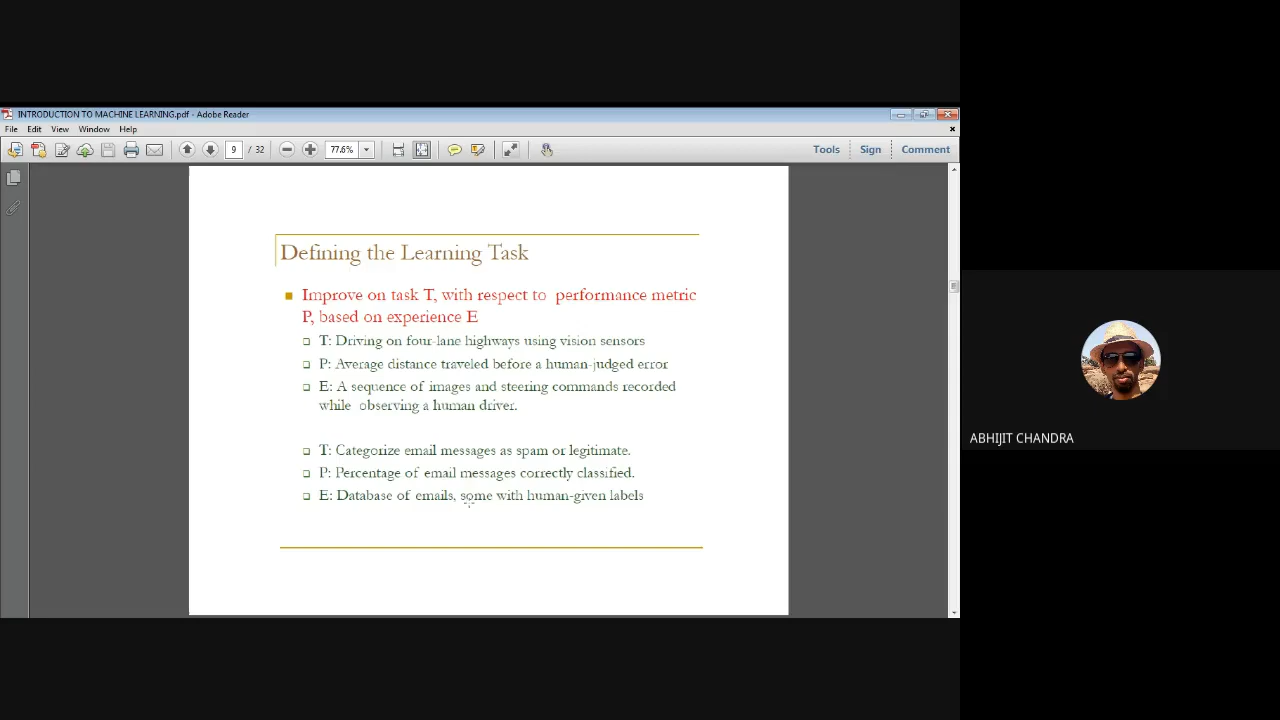 INTRODUCTION TO MACHINE LEARNING.pdf - Adobe Reader
File Edit View Window Help
9 / 32 77.6% Tools Sign Comment
Defining the Learning Task
Improve on task T, with respect to performance metric
P, based on experience E
T: Driving on four-lane highways using vision sensors
P: Average distance traveled before a human-judged error
E: A sequence of images and steering commands recorded
while observing a human driver.
T: Categorize email messages as spam or legitimate.
P: Percentage of email messages correctly classified.
E: Database of emails, some with human-given labels
ABHIJIT CHANDRA